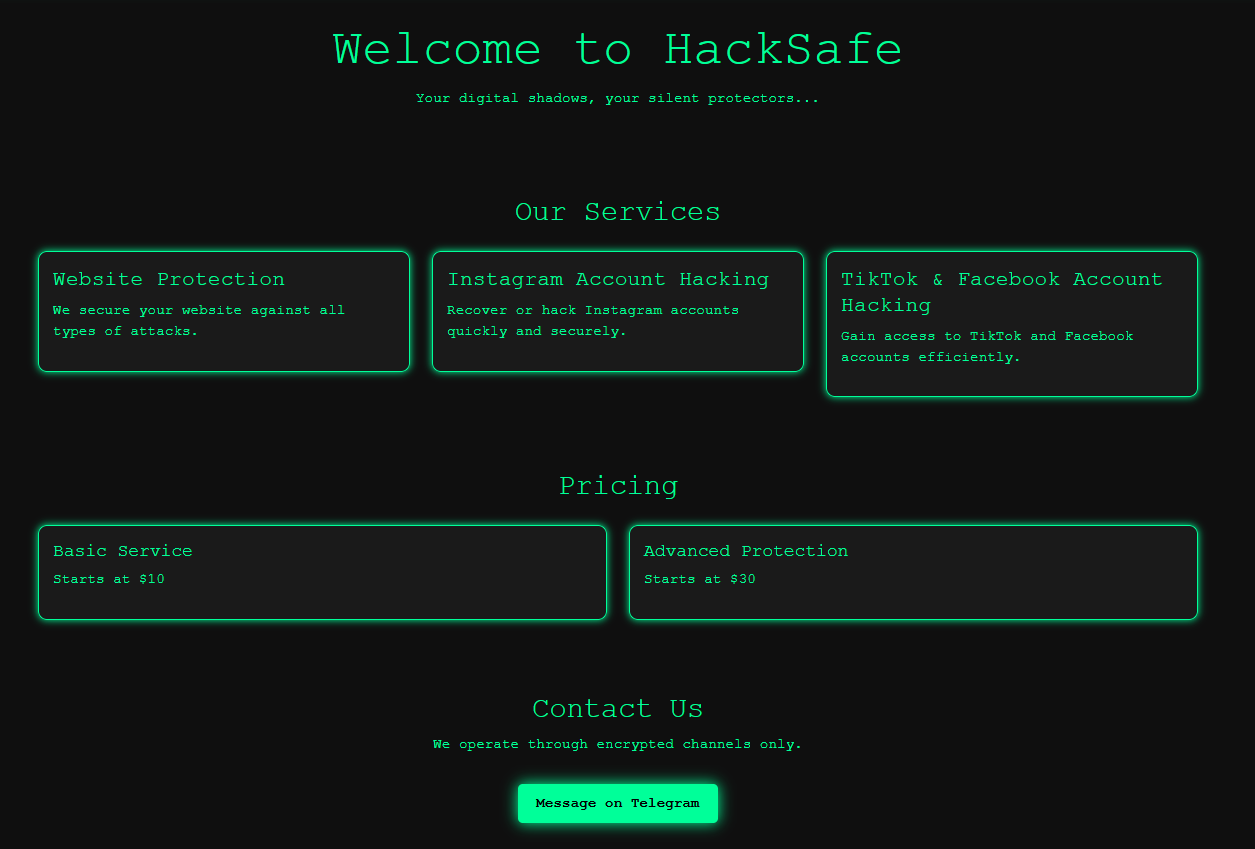 Welcome to HackSafe
Your digital shadows, your silent protectors...
Our Services
Website Protection
We secure your website against all
types of attacks.
Instagram Account Hacking
Recover or hack Instagram accounts
quickly and securely.
TikTok & Facebook Account
Hacking
Gain access to TikTok and Facebook
accounts efficiently.
Pricing
Basic Service
Starts at $10
Advanced Protection
Starts at $30
Contact Us
We operate through encrypted channels only.
Message on Telegram